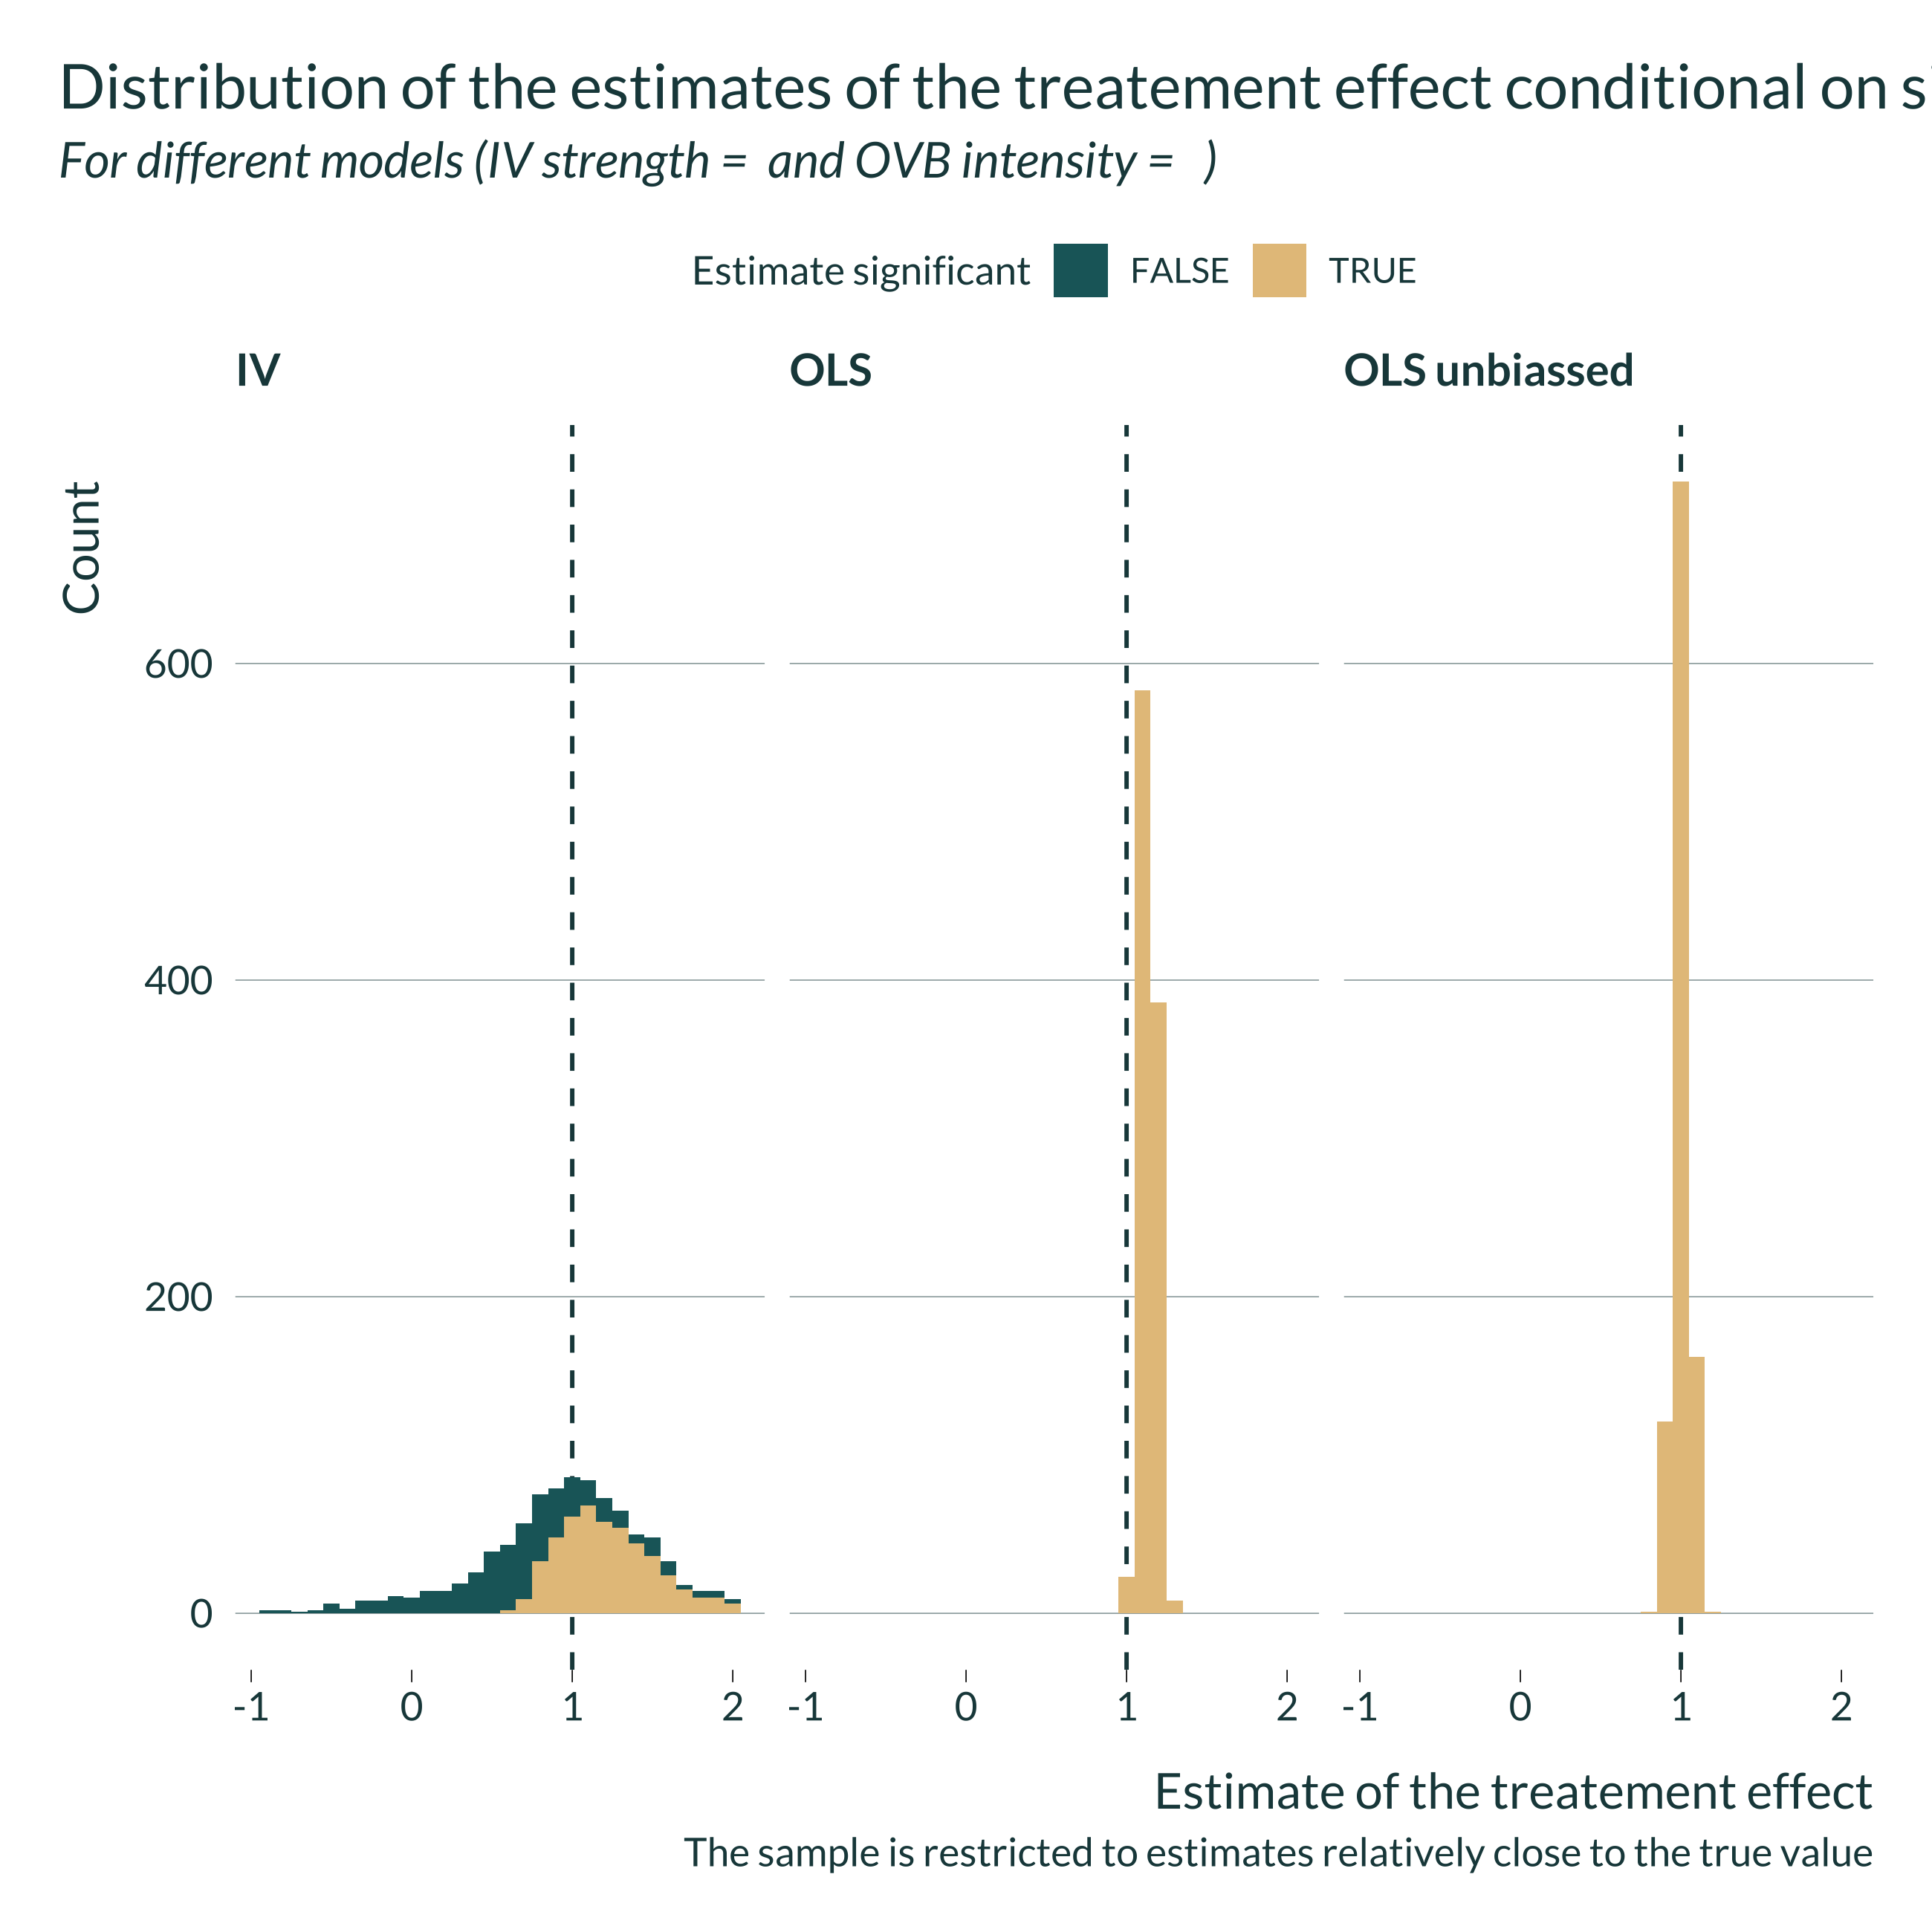 Distribution of the estimates of the treatement effect conditional on
For different models (IV strength = and OVB intensity = )
Estimate significant FALSE TRUE
IV OLS OLS unbiassed
Count
600
400
200
0
-1 0 1 2 -1 0 1 2 -1 0 1 2
Estimate of the treatement effect
The sample is restricted to estimates relatively close to the true value